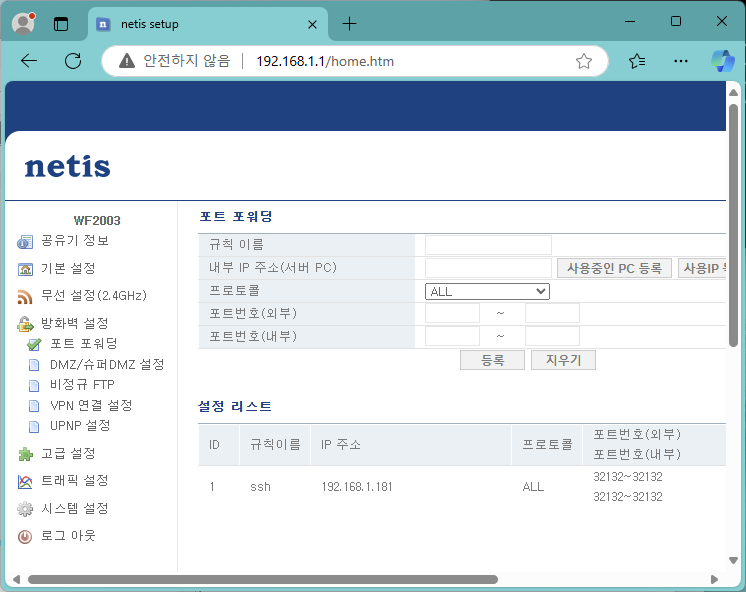 netis setup
안전하지 않음 192.168.1.1/home.htm
netis
WF2003
공유기 정보
기본 설정
무선 설정(2.4GHz)
방화벽 설정
포트 포워딩
DMZ/슈퍼DMZ 설정
비정규 FTP
VPN 연결 설정
UPNP 설정
고급 설정
트래픽 설정
시스템 설정
로그 아웃
포트 포워딩
규칙 이름
내부 IP 주소(서버 PC) 사용중인 PC 등록 사용IP
프로토콜 ALL
포트번호(외부) ~
포트번호(내부) ~
등록 지우기
설정 리스트
ID 규칙이름 IP 주소 프로토콜 포트번호(외부)
포트번호(내부)
1 ssh 192.168.1.181 ALL 32132~32132
32132~32132